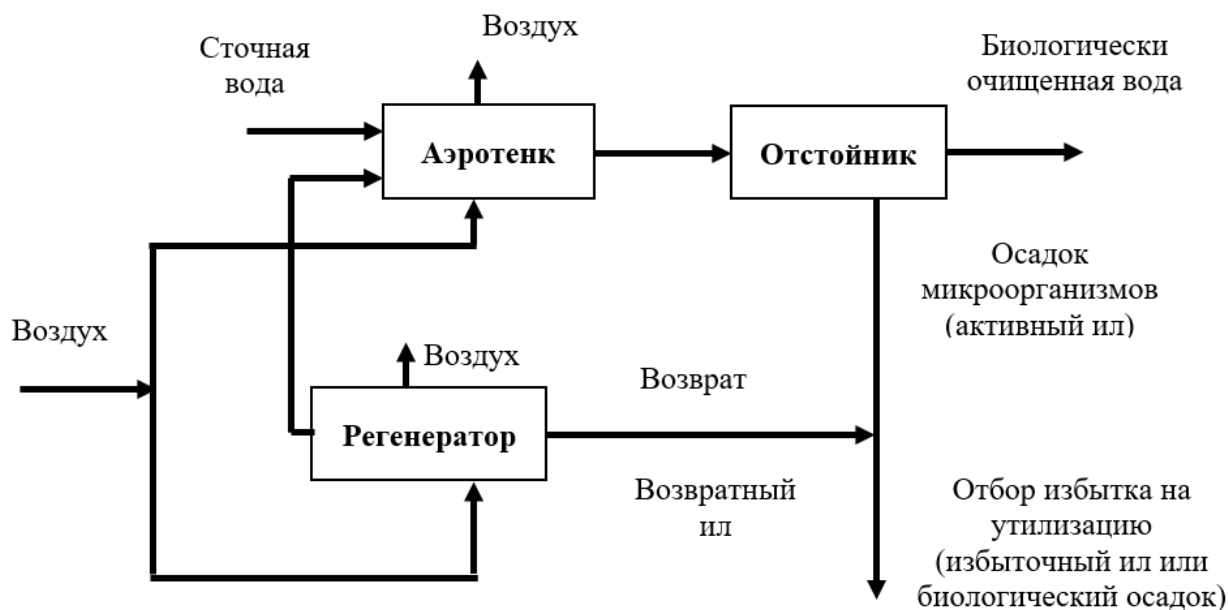 Воздух
Сточная
вода
Биологически
очищенная вода
Аэротенк
Отстойник
Осадок
микроорганизмов
(активный ил)
Воздух
Воздух
Возврат
Регенератор
Возвратный
ил
Отбор избытка на
утилизацию
(избыточный ил или
биологический осадок)